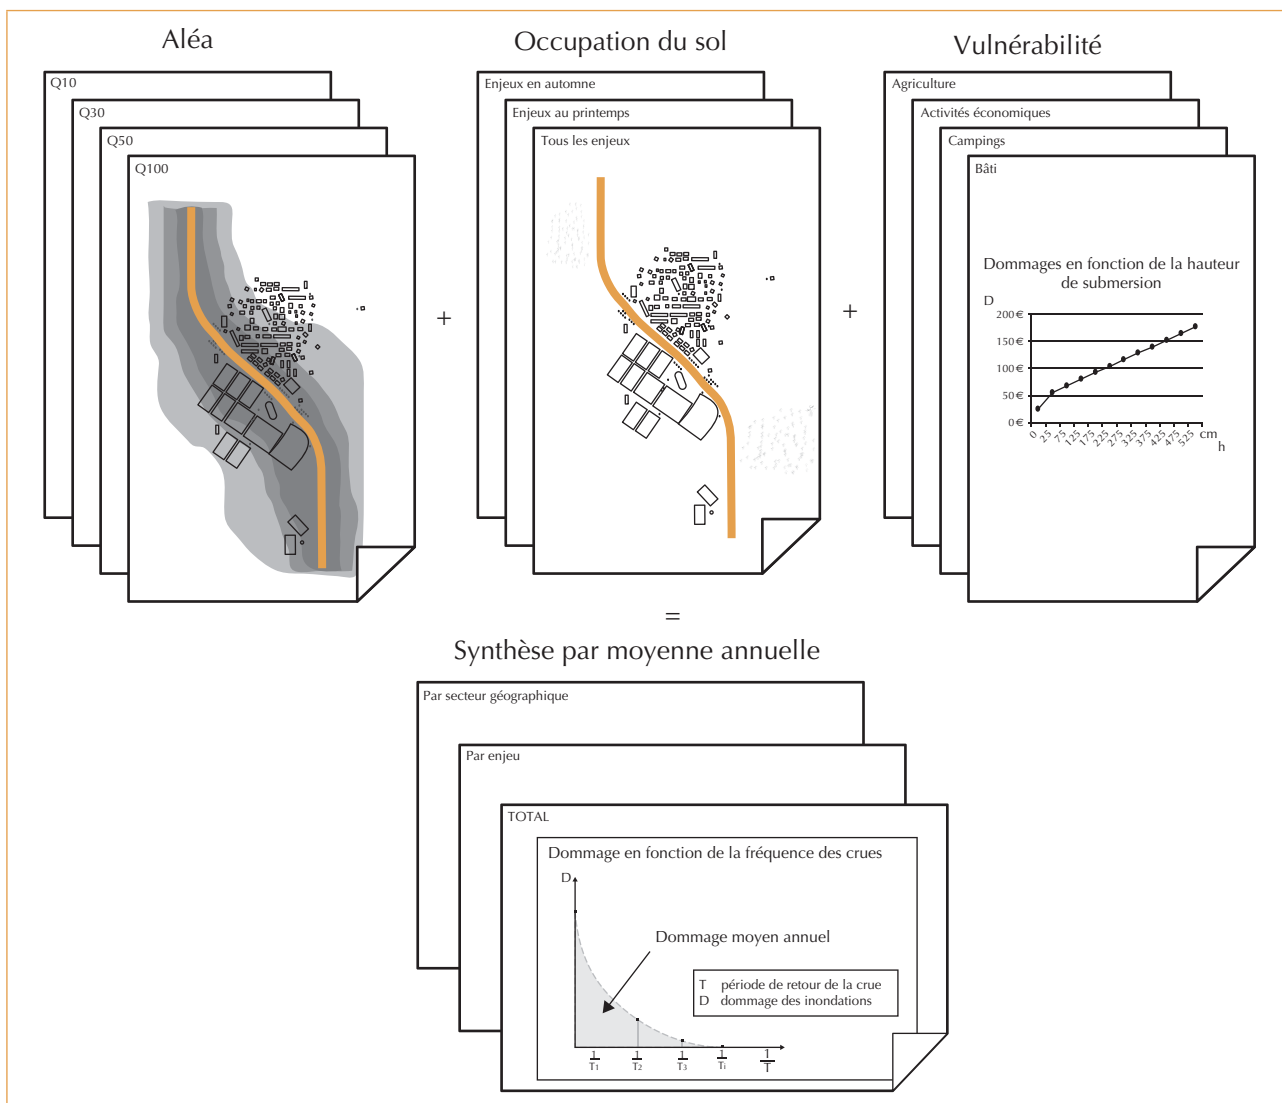 Aléa
Occupation du sol
Vulnérabilité
Q10
Q30
Q50
Q100
Enjeux en automne
Enjeux au printemps
Tous les enjeux
Agriculture
Activités économiques
Campings
Bâti
Dommages en fonction de la hauteur
de submersion
D
200 €
150 €
100 €
50 €
0 €
0 25 75 125 175 225 275 325 375 425 475 525 cm
h
+
+
=
Synthèse par moyenne annuelle
Par secteur géographique
Par enjeu
TOTAL
Dommage en fonction de la fréquence des crues
D
Dommage moyen annuel
T période de retour de la crue
D dommage des inondations
1/T1 1/T2 1/T3 1/Ti 1/T